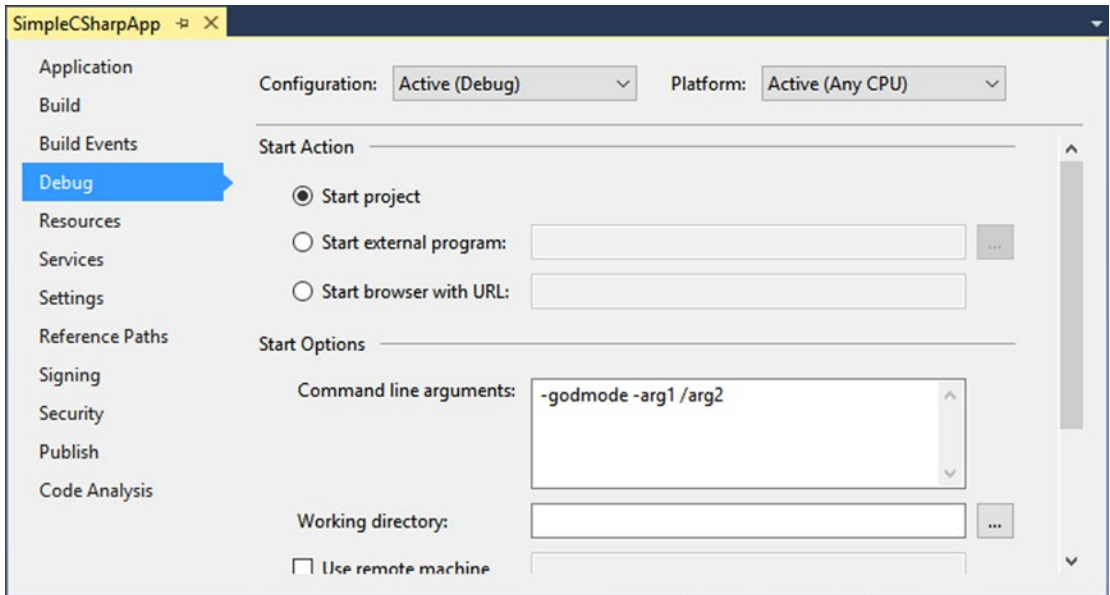 SimpleCSharpApp
Application
Build
Build Events
Debug
Resources
Services
Settings
Reference Paths
Signing
Security
Publish
Code Analysis
Configuration: Active (Debug) Platform: Active (Any CPU)
Start Action
Start project
Start external program: ...
Start browser with URL:
Start Options
Command line arguments: -godmode -arg1 /arg2
Working directory: ...
Use remote machine